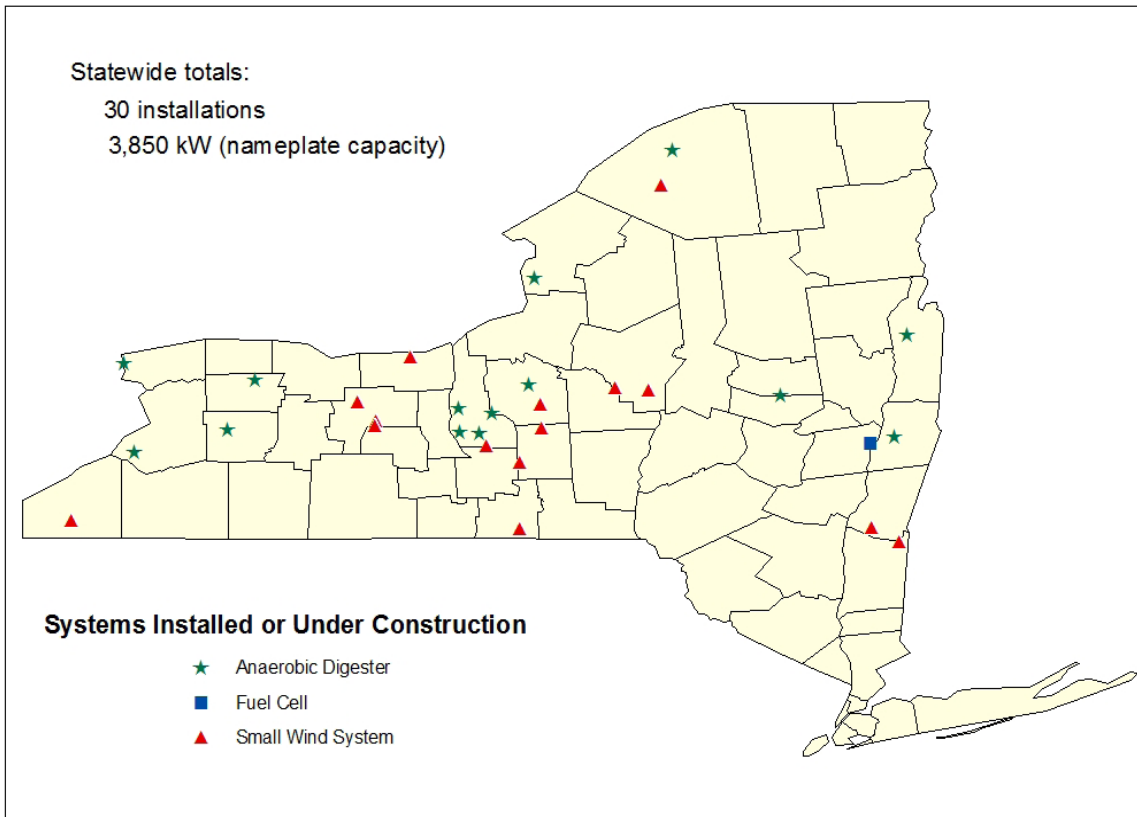 Statewide totals:
30 installations
3,850 kW (nameplate capacity)
Systems Installed or Under Construction
Anaerobic Digester
Fuel Cell
Small Wind System